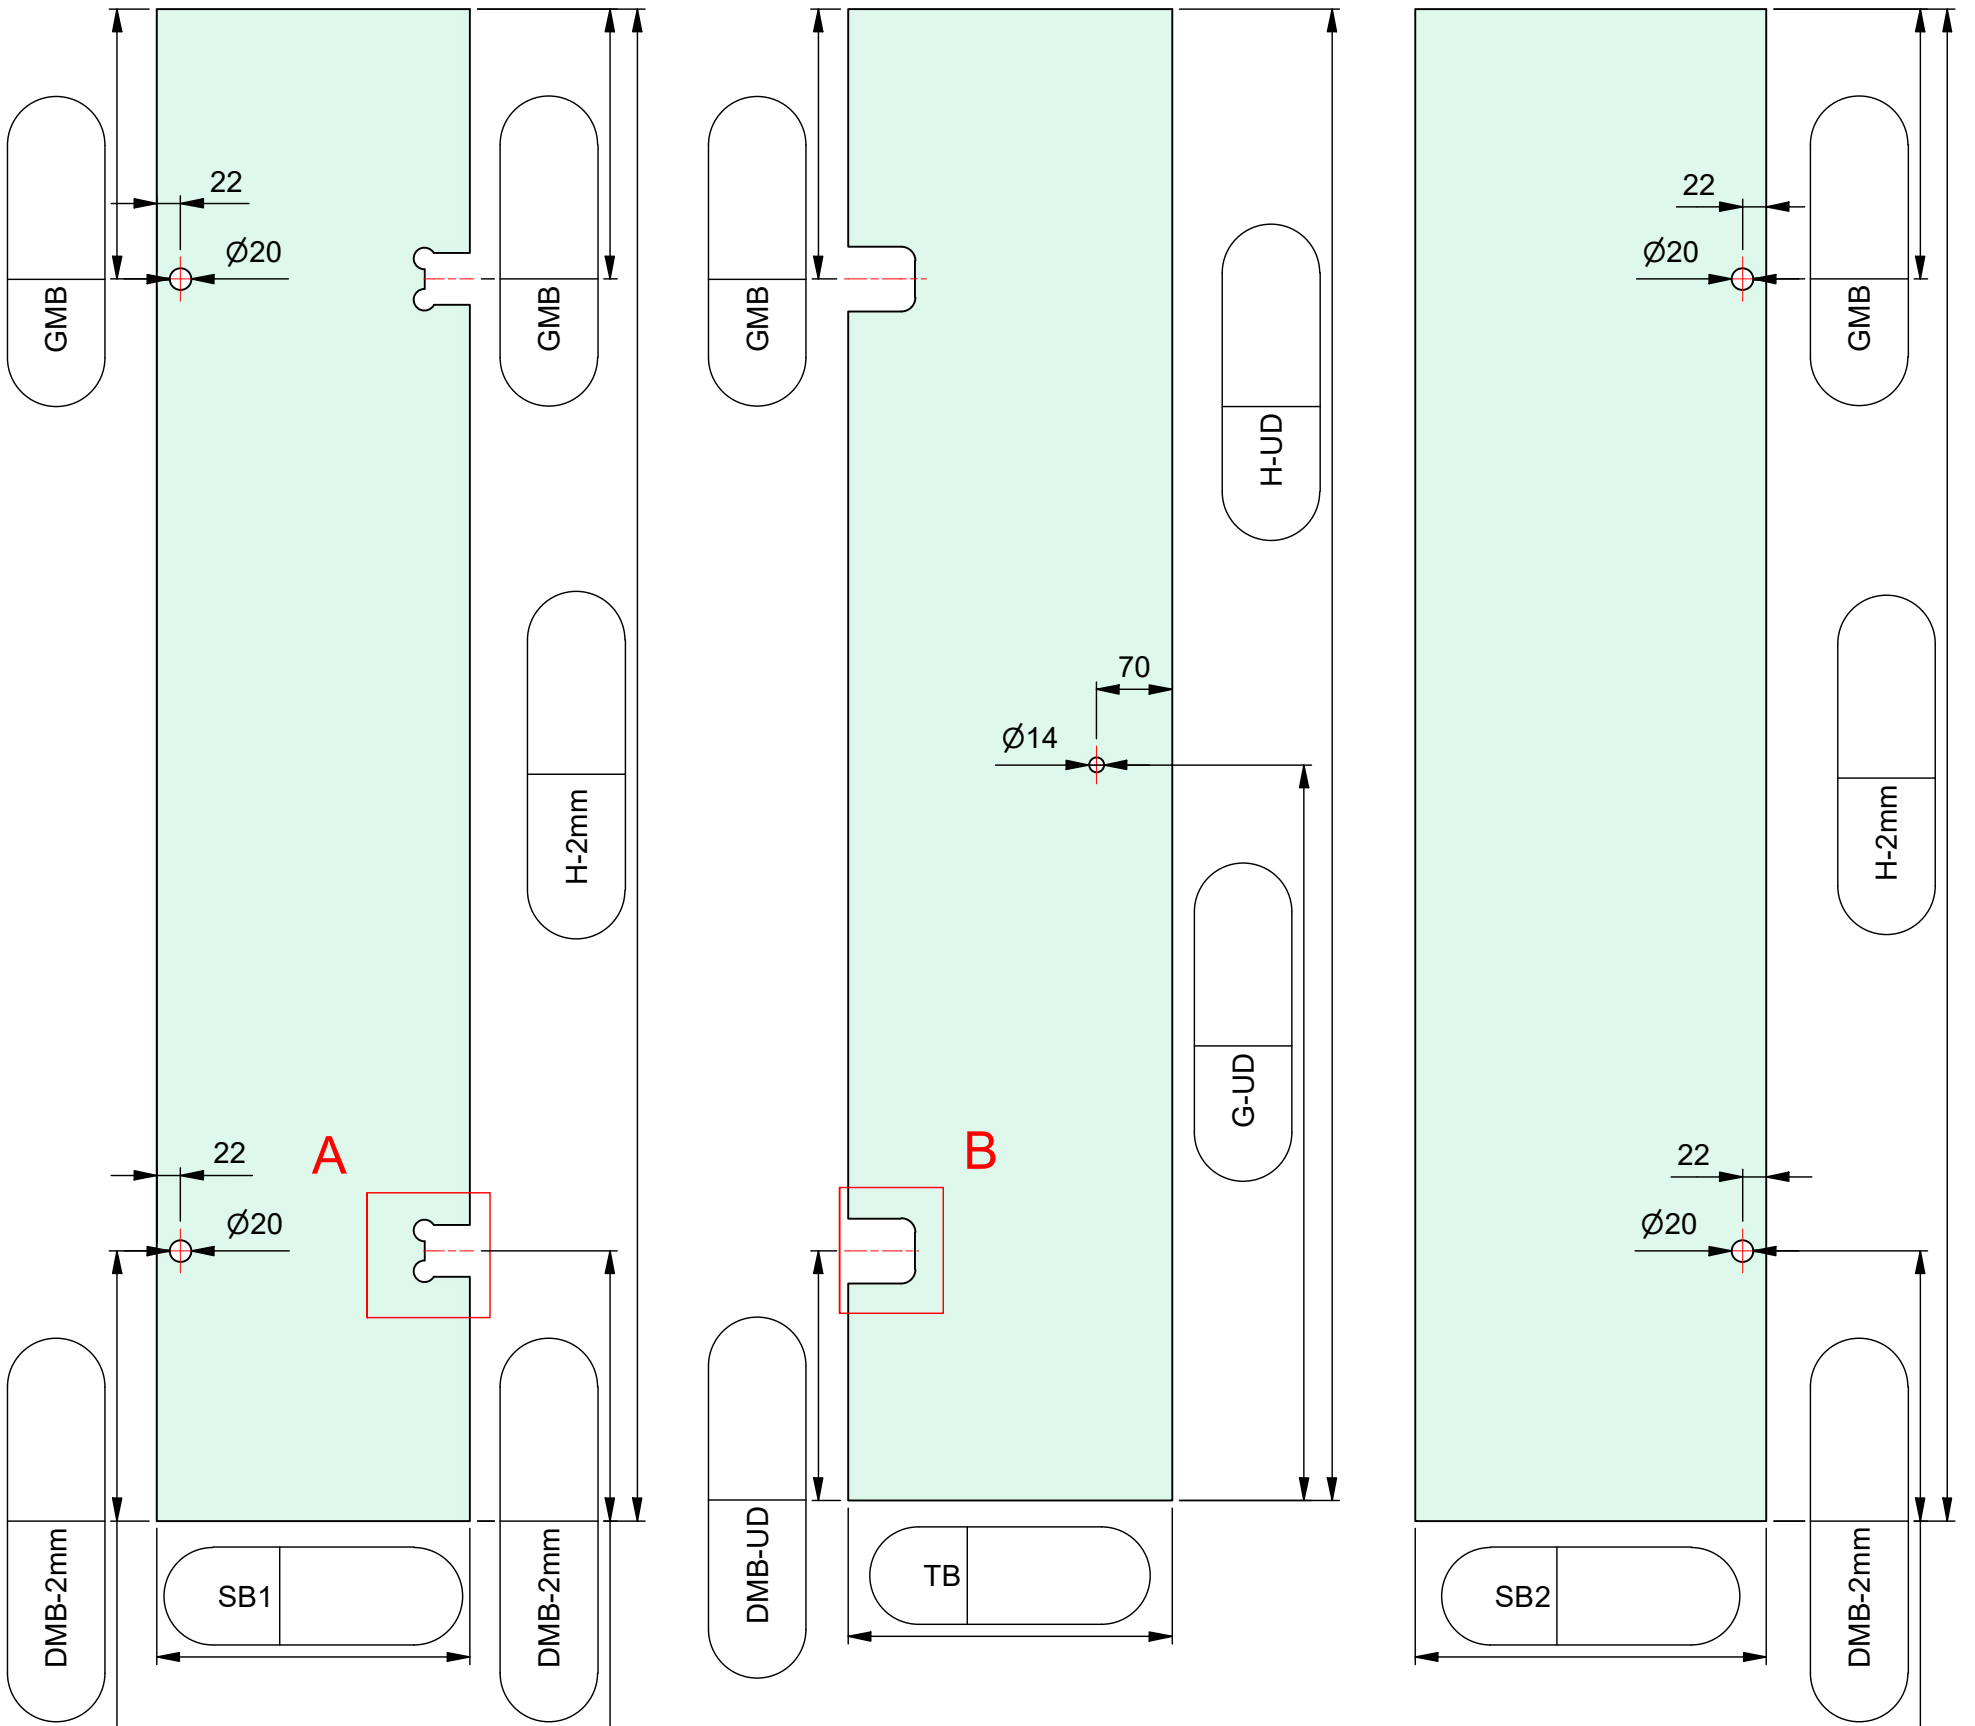 22
Ø20
GMB
GMB
H-2mm
22
A
Ø20
DMB-2mm
SB1
DMB-2mm
GMB
H-UD
70
Ø14
G-UD
B
DMB-UD
TB
22
Ø20
GMB
H-2mm
22
Ø20
SB2
DMB-2mm